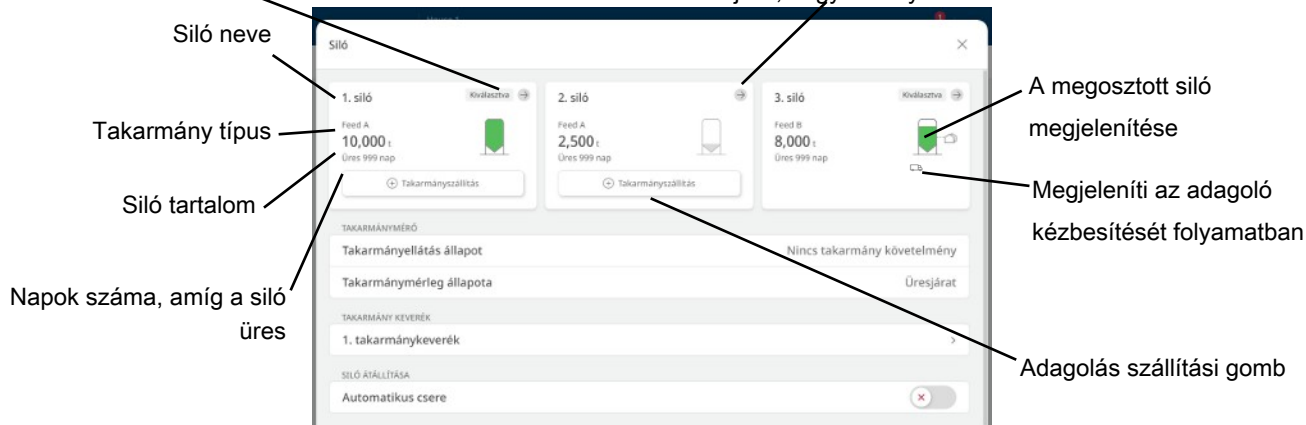 Siló neve
Takarmány típus
Siló tartalom
Napok száma, amíg a siló
üres
Siló
1. siló
Kiválasztva
Feed A
10,000 t
Üres 999 nap
Takarmányszállítás
2. siló
Feed A
2,500 t
Üres 999 nap
Takarmányszállítás
3. siló
Kiválasztva
Feed B
8,000 t
Üres 999 nap
TAKARMÁNYMÉRŐ
Takarmányellátás állapot
Nincs takarmány követelmény
Takarmánymérleg állapota
Üresjárat
TAKARMÁNY KEVERÉK
1. takarmánykeverék
SILÓ ÁTÁLLÍTÁSA
Automatikus csere
A megosztott siló
megjelenítése
Megjeleníti az adagoló
kézbesítését folyamatban
Adagolás szállítási gomb